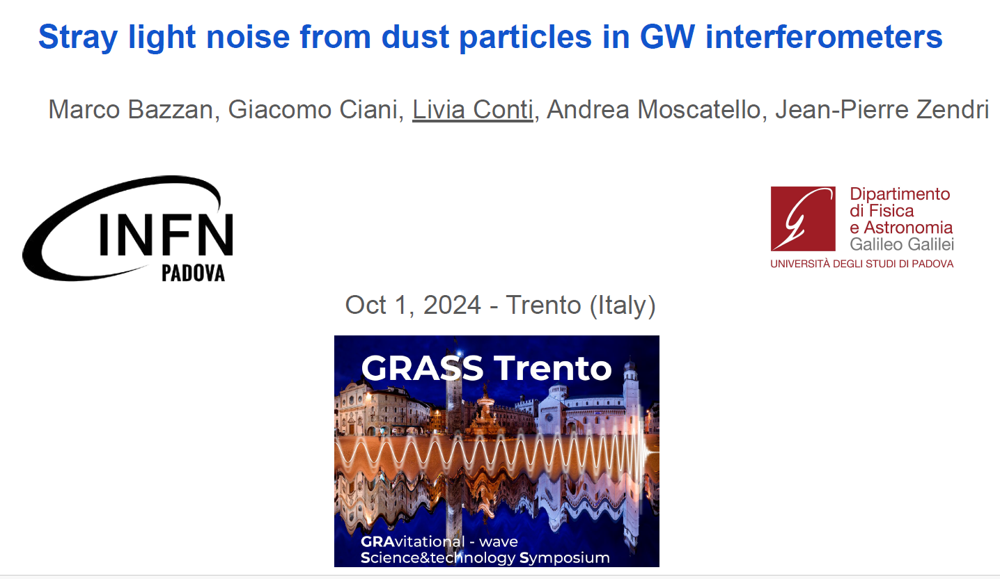 Stray light noise from dust particles in GW interferometers
Marco Bazzan, Giacomo Ciani, Livia Conti, Andrea Moscatello, Jean-Pierre Zendri
INFN
PADOVA
Dipartimento
di Fisica
e Astronomia
Galileo Galilei
UNIVERSITÀ DEGLI STUDI DI PADOVA
Oct 1, 2024 - Trento (Italy)
GRASS Trento
GRAvitational - wave
Science&technology Symposium